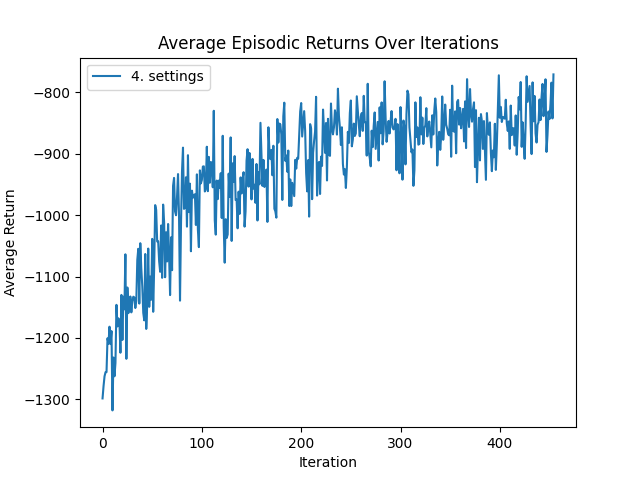 Average Episodic Returns Over Iterations
4. settings
Average Return
−800
−900
−1000
−1100
−1200
−1300
0 100 200 300 400
Iteration